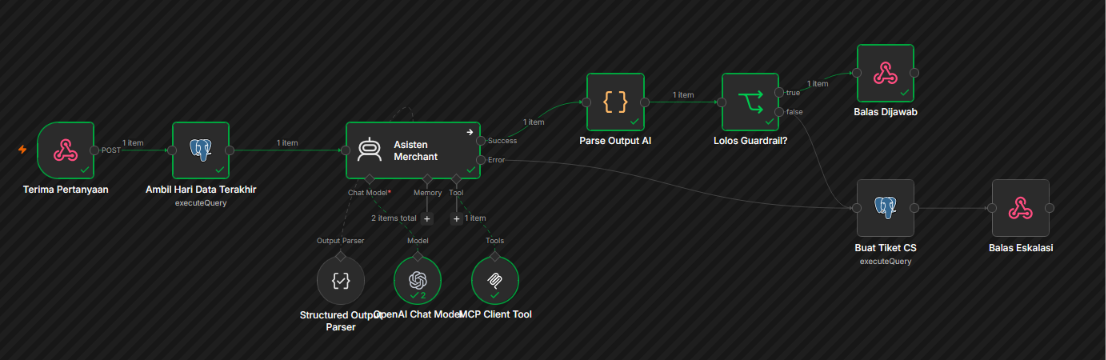 Terima Pertanyaan
POST
1 item
Ambil Hari Data Terakhir
executeQuery
1 item
Asisten
Merchant
Success
Error
Chat Model*
Memory
Tool
2 items total
1 item
Output Parser
Model
Tools
Structured Output
Parser
OpenAI Chat Model
2
MCP Client Tool
1 item
Parse Output AI
1 item
Lolos Guardrail?
true
false
1 item
Balas Dijawab
Buat Tiket CS
executeQuery
Balas Eskalasi